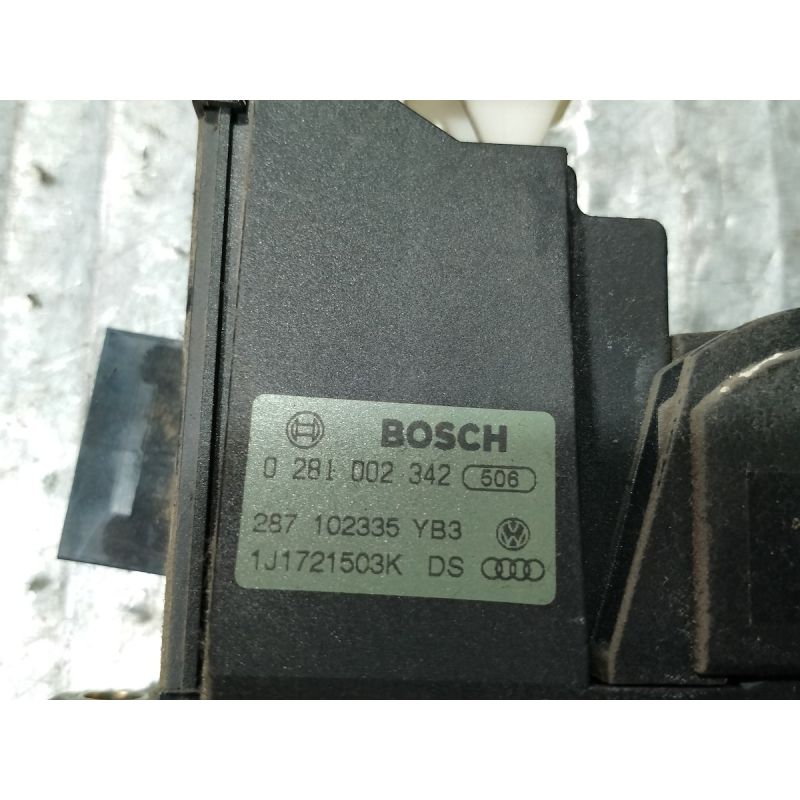 BOSCH
0 281 002 342 506
287 102335 YB3
1J1721503K DS